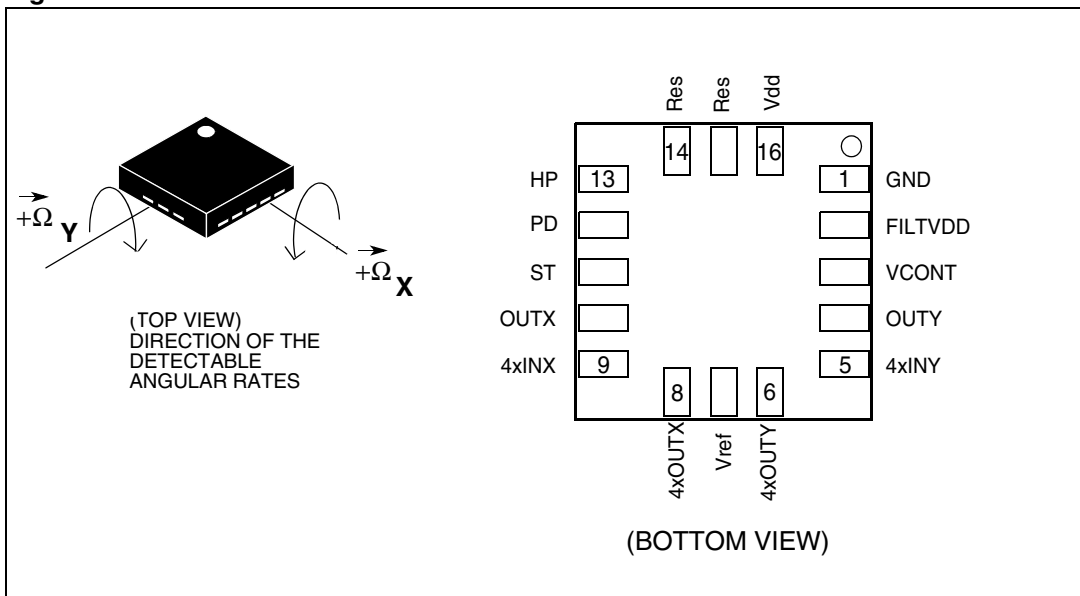 +Ω Y
+Ω X
(TOP VIEW)
DIRECTION OF THE
DETECTABLE
ANGULAR RATES
Res Res Vdd
14 16
HP 13 1 GND
PD FILTVDD
ST VCONT
OUTX OUTY
4xINX 9 5 4xINY
8 6
4xOUTX Vref 4xOUTY
(BOTTOM VIEW)